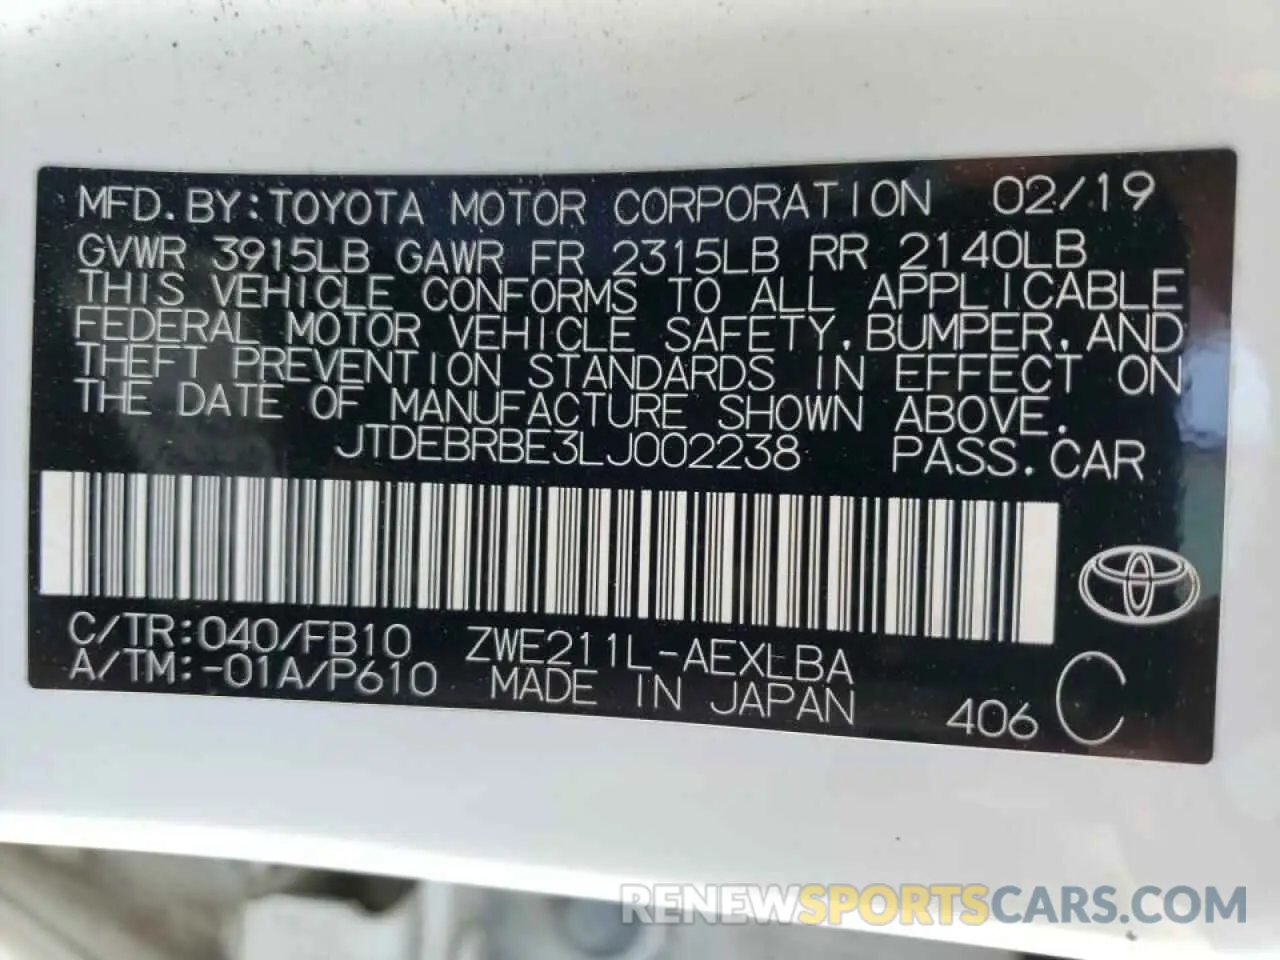 MFD. BY: TOYOTA MOTOR CORPORATION 02/19
GVWR 3915LB GAWR FR 2315LB RR 2140LB
THIS VEHICLE CONFORMS TO ALL APPLICABLE
FEDERAL MOTOR VEHICLE SAFETY, BUMPER, AND
THEFT PREVENTION STANDARDS IN EFFECT ON
THE DATE OF MANUFACTURE SHOWN ABOVE.
JTDEBRBE3LJ002238 PASS. CAR
C/TR: 040/FB10 ZWE211L-AEXLBA
A/TM: -01A/P610 MADE IN JAPAN 406 C
RENEWSPORTSCARS.COM